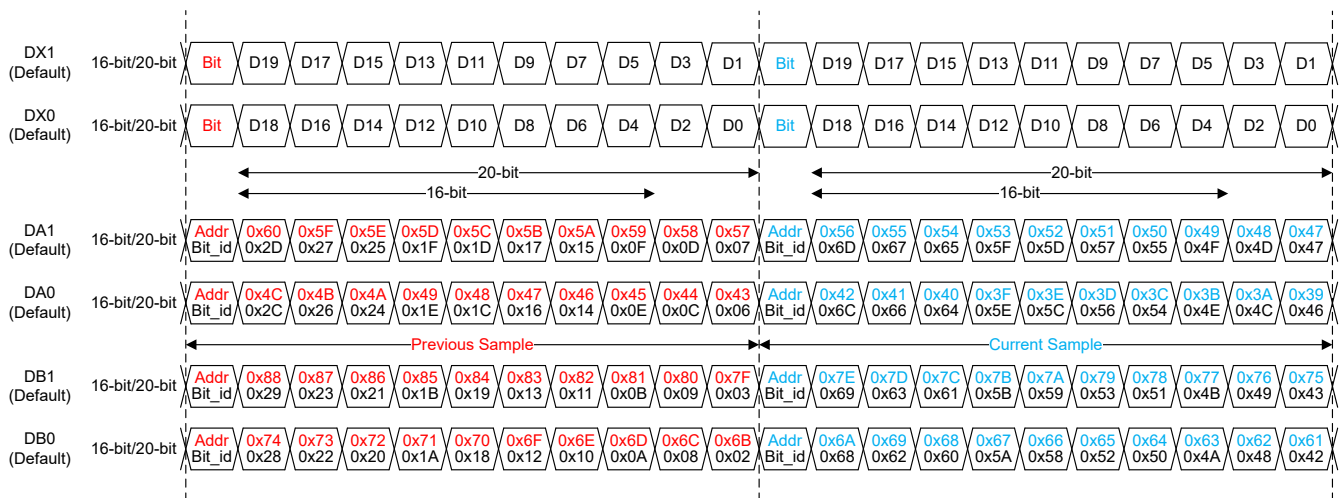 DX1
(Default)
16-bit/20-bit
Bit D19 D17 D15 D13 D11 D9 D7 D5 D3 D1 Bit D19 D17 D15 D13 D11 D9 D7 D5 D3 D1
DX0
(Default)
16-bit/20-bit
Bit D18 D16 D14 D12 D10 D8 D6 D4 D2 D0 Bit D18 D16 D14 D12 D10 D8 D6 D4 D2 D0
20-bit 20-bit
16-bit 16-bit
DA1
(Default)
16-bit/20-bit
Addr 0x60 0x5F 0x5E 0x5D 0x5C 0x5B 0x5A 0x59 0x58 0x57 Addr 0x56 0x55 0x54 0x53 0x52 0x51 0x50 0x49 0x48 0x47
Bit_id 0x2D 0x27 0x25 0x1F 0x1D 0x17 0x15 0x0F 0x0D 0x07 Bit_id 0x6D 0x67 0x65 0x5F 0x5D 0x57 0x55 0x4F 0x4D 0x47
DA0
(Default)
16-bit/20-bit
Addr 0x4C 0x4B 0x4A 0x49 0x48 0x47 0x46 0x45 0x44 0x43 Addr 0x42 0x41 0x40 0x3F 0x3E 0x3D 0x3C 0x3B 0x3A 0x39
Bit_id 0x2C 0x26 0x24 0x1E 0x1C 0x16 0x14 0x0E 0x0C 0x06 Bit_id 0x6C 0x66 0x64 0x5E 0x5C 0x56 0x54 0x4E 0x4C 0x46
Previous Sample Current Sample
DB1
(Default)
16-bit/20-bit
Addr 0x88 0x87 0x86 0x85 0x84 0x83 0x82 0x81 0x80 0x7F Addr 0x7E 0x7D 0x7C 0x7B 0x7A 0x79 0x78 0x77 0x76 0x75
Bit_id 0x29 0x23 0x21 0x1B 0x19 0x13 0x11 0x0B 0x09 0x03 Bit_id 0x69 0x63 0x61 0x5B 0x59 0x53 0x51 0x4B 0x49 0x43
DB0
(Default)
16-bit/20-bit
Addr 0x74 0x73 0x72 0x71 0x70 0x6F 0x6E 0x6D 0x6C 0x6B Addr 0x6A 0x69 0x68 0x67 0x66 0x65 0x64 0x63 0x62 0x61
Bit_id 0x28 0x22 0x20 0x1A 0x18 0x12 0x10 0x0A 0x08 0x02 Bit_id 0x68 0x62 0x60 0x5A 0x58 0x52 0x50 0x4A 0x48 0x42